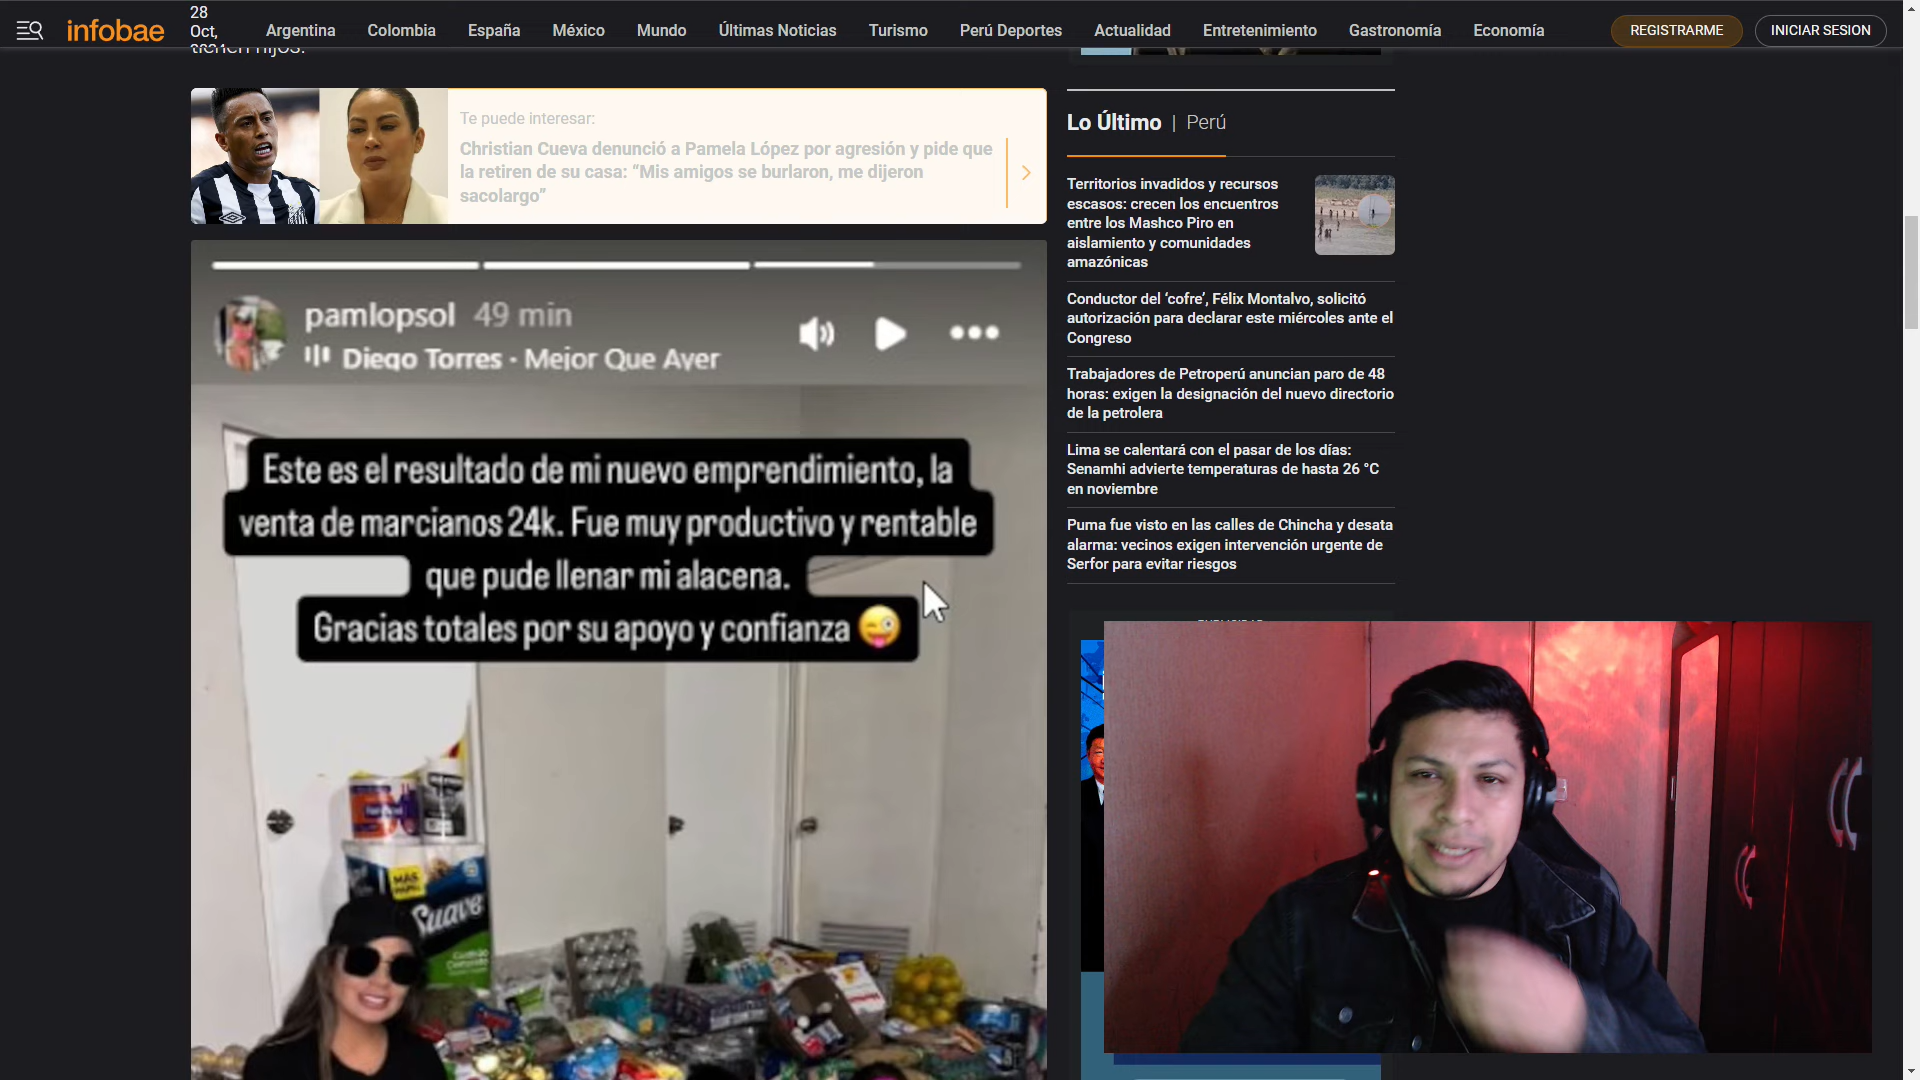 infobae
28
Oct,
Argentina
Colombia
España
México
Mundo
Últimas Noticias
Turismo
Perú Deportes
Actualidad
Entretenimiento
Gastronomía
Economía
REGISTRARME
INICIAR SESION
tienen hijos.
Te puede interesar:
Christian Cueva denunció a Pamela López por agresión y pide que
la retiren de su casa: “Mis amigos se burlaron, me dijeron
sacolargo”
pamlopsol 49 min
Diego Torres · Mejor Que Ayer
Este es el resultado de mi nuevo emprendimiento, la
venta de marcianos 24k. Fue muy productivo y rentable
que pude llenar mi alacena.
Gracias totales por su apoyo y confianza 😜
MAS
Suave
Lo Último | Perú
Territorios invadidos y recursos
escasos: crecen los encuentros
entre los Mashco Piro en
aislamiento y comunidades
amazónicas
Conductor del ‘cofre’, Félix Montalvo, solicitó
autorización para declarar este miércoles ante el
Congreso
Trabajadores de Petroperú anuncian paro de 48
horas: exigen la designación del nuevo directorio
de la petrolera
Lima se calentará con el pasar de los días:
Senamhi advierte temperaturas de hasta 26 °C
en noviembre
Puma fue visto en las calles de Chincha y desata
alarma: vecinos exigen intervención urgente de
Serfor para evitar riesgos